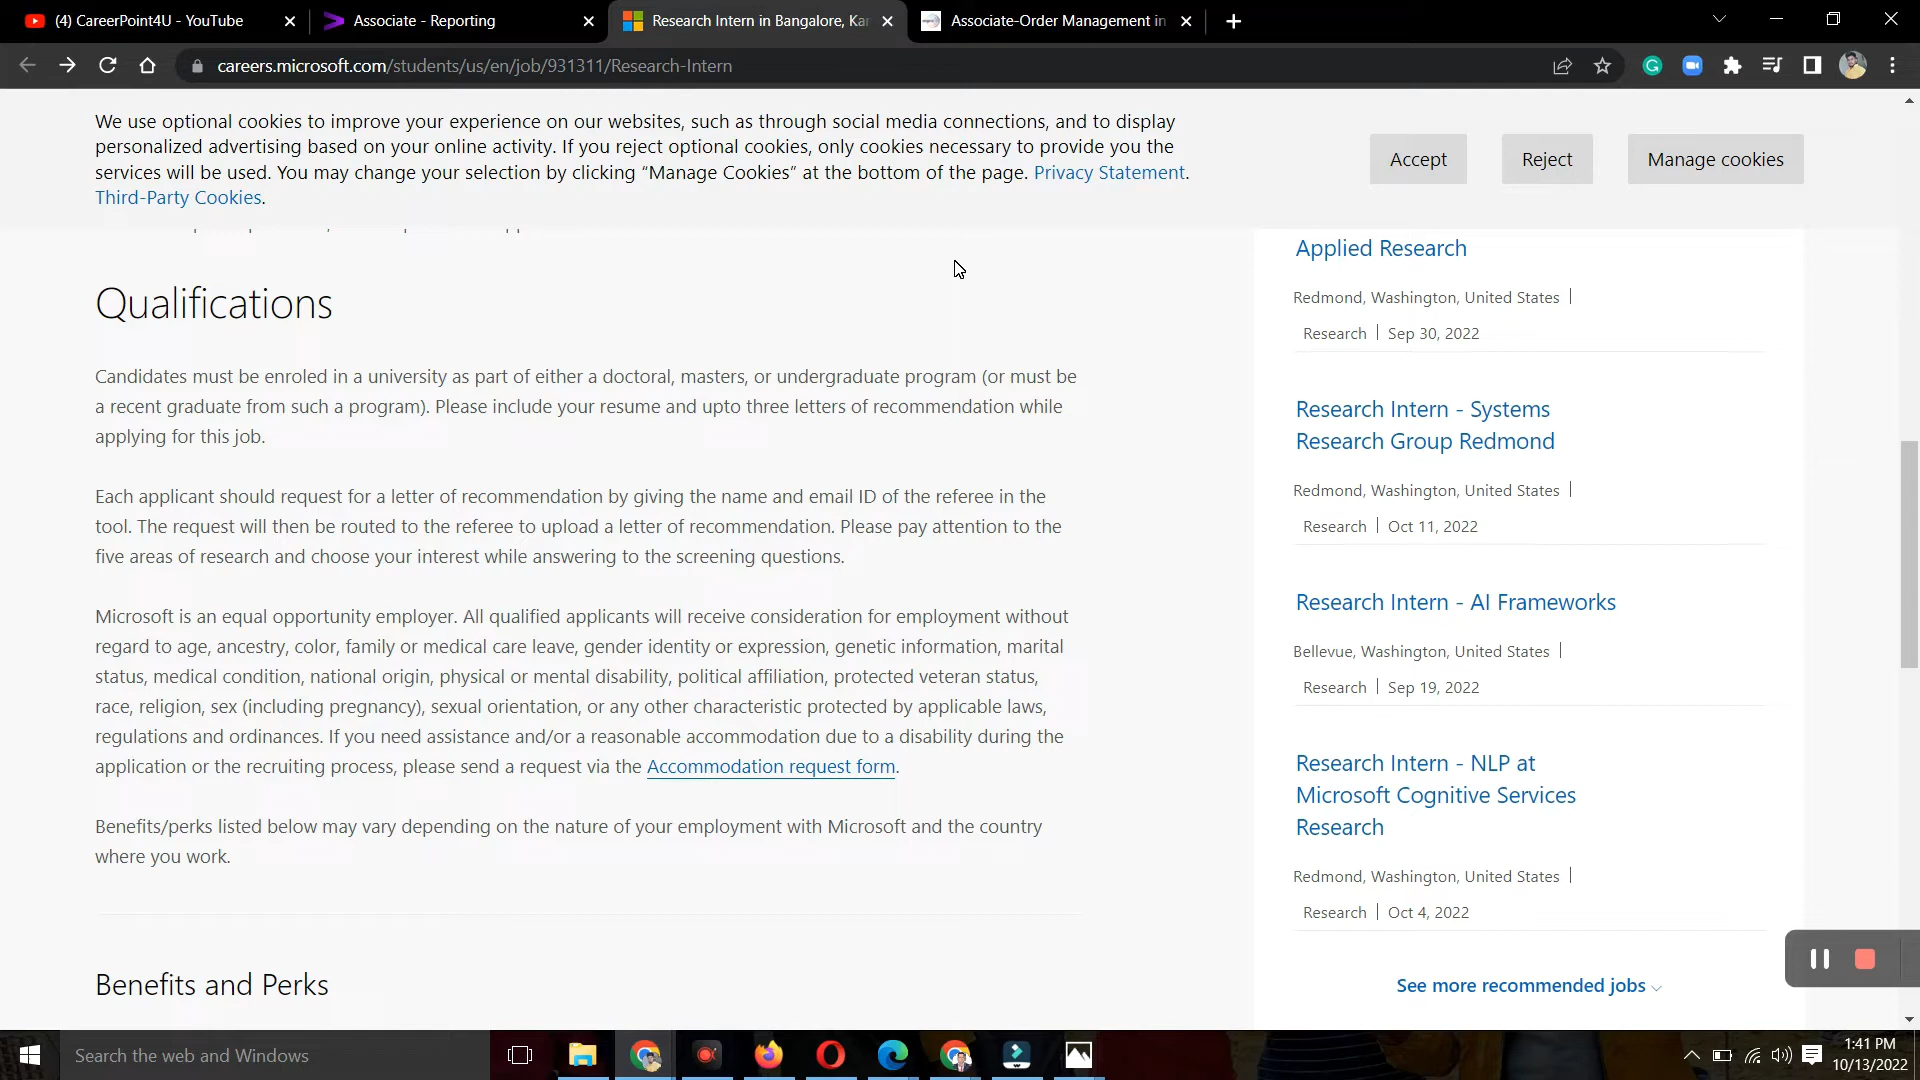 (4) CareerPoint4U - YouTube
Associate - Reporting
Research Intern in Bangalore, Kar
Associate-Order Management in
careers.microsoft.com/students/us/en/job/931311/Research-Intern
We use optional cookies to improve your experience on our websites, such as through social media connections, and to display
personalized advertising based on your online activity. If you reject optional cookies, only cookies necessary to provide you the
services will be used. You may change your selection by clicking “Manage Cookies” at the bottom of the page. Privacy Statement.
Third-Party Cookies.
Accept
Reject
Manage cookies
Qualifications
Candidates must be enroled in a university as part of either a doctoral, masters, or undergraduate program (or must be
a recent graduate from such a program). Please include your resume and upto three letters of recommendation while
applying for this job.
Each applicant should request for a letter of recommendation by giving the name and email ID of the referee in the
tool. The request will then be routed to the referee to upload a letter of recommendation. Please pay attention to the
five areas of research and choose your interest while answering to the screening questions.
Microsoft is an equal opportunity employer. All qualified applicants will receive consideration for employment without
regard to age, ancestry, color, family or medical care leave, gender identity or expression, genetic information, marital
status, medical condition, national origin, physical or mental disability, political affiliation, protected veteran status,
race, religion, sex (including pregnancy), sexual orientation, or any other characteristic protected by applicable laws,
regulations and ordinances. If you need assistance and/or a reasonable accommodation due to a disability during the
application or the recruiting process, please send a request via the Accommodation request form.
Benefits/perks listed below may vary depending on the nature of your employment with Microsoft and the country
where you work.
Benefits and Perks
Applied Research
Redmond, Washington, United States |
Research | Sep 30, 2022
Research Intern - Systems
Research Group Redmond
Redmond, Washington, United States |
Research | Oct 11, 2022
Research Intern - AI Frameworks
Bellevue, Washington, United States |
Research | Sep 19, 2022
Research Intern - NLP at
Microsoft Cognitive Services
Research
Redmond, Washington, United States |
Research | Oct 4, 2022
See more recommended jobs
Search the web and Windows
1:41 PM
10/13/2022